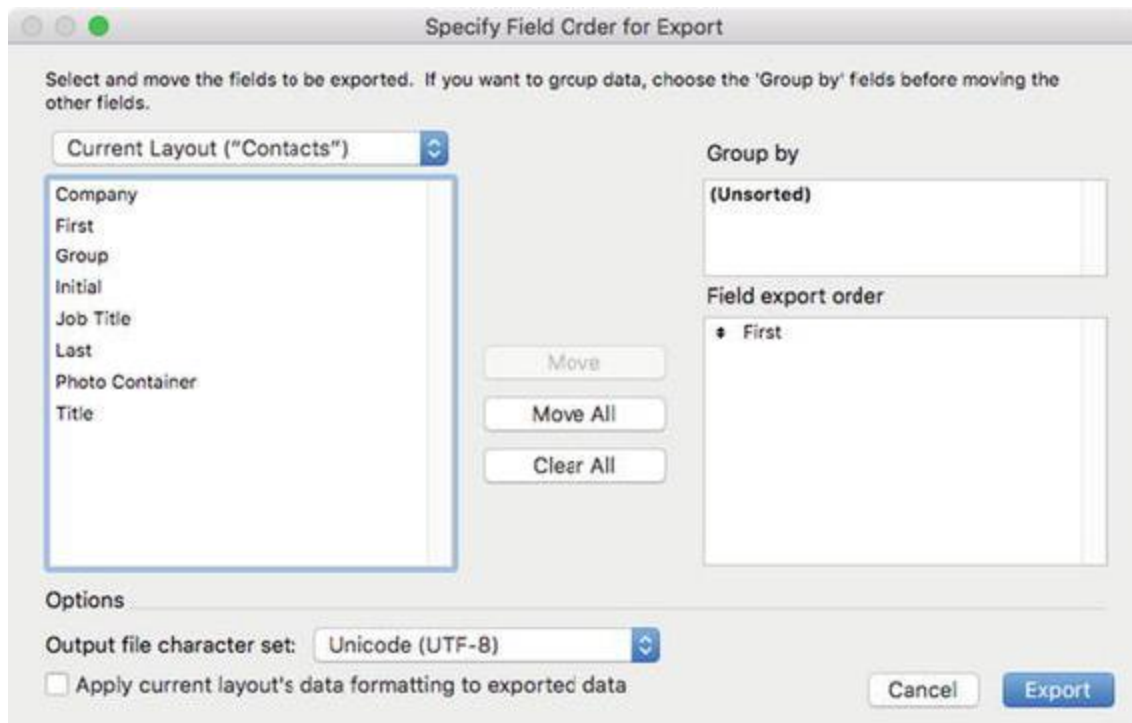 Specify Field Order for Export
Select and move the fields to be exported. If you want to group data, choose the 'Group by' fields before moving the
other fields.
Current Layout ("Contacts")
Company
First
Group
Initial
Job Title
Last
Photo Container
Title
Move
Move All
Clear All
Group by
(Unsorted)
Field export order
First
Options
Output file character set: Unicode (UTF-8)
Apply current layout's data formatting to exported data
Cancel
Export